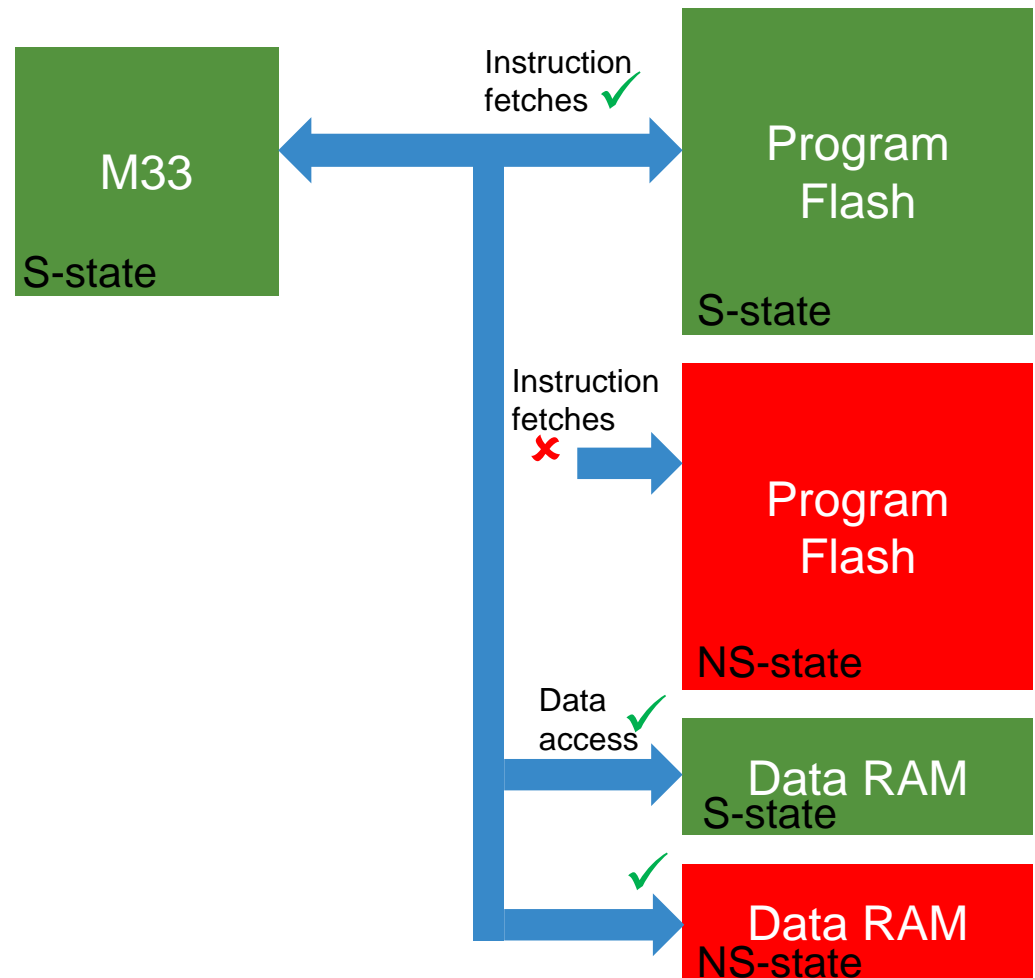 Instruction
fetches
M33
S-state
Program
Flash
S-state
Instruction
fetches
Program
Flash
NS-state
Data
access
Data RAM
S-state
Data RAM
NS-state